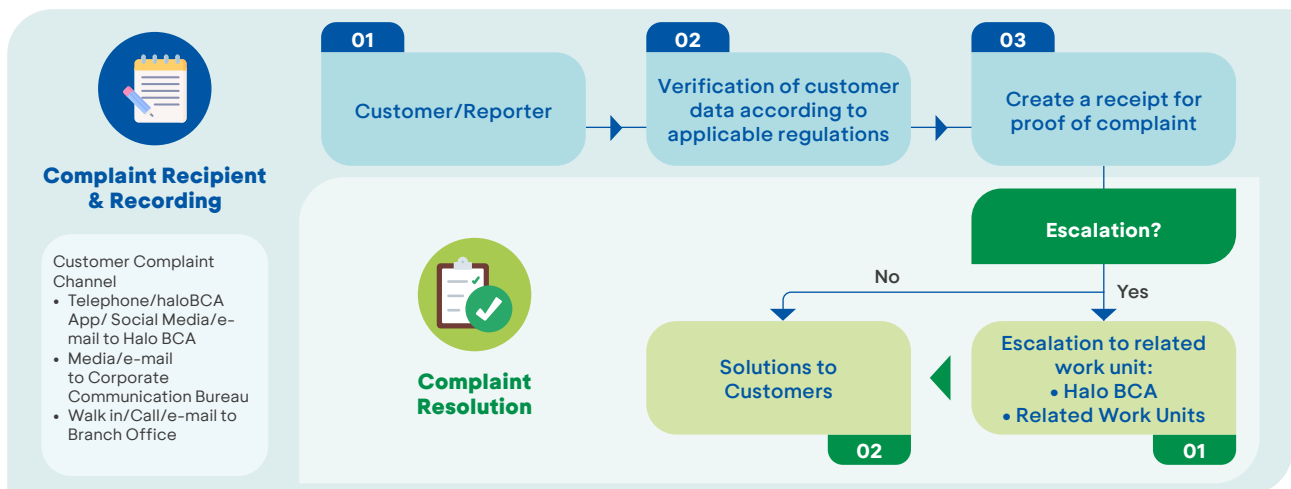 Complaint Recipient
& Recording
Customer Complaint
Channel
• Telephone/haloBCA
App/ Social Media/e-
mail to Halo BCA
• Media/e-mail
to Corporate
Communication Bureau
• Walk in/Call/e-mail to
Branch Office
01
Customer/Reporter
02
Verification of customer
data according to
applicable regulations
03
Create a receipt for
proof of complaint
Complaint
Resolution
Escalation?
No
Yes
Escalation to related
work unit:
• Halo BCA
• Related Work Units
01
Solutions to
Customers
02